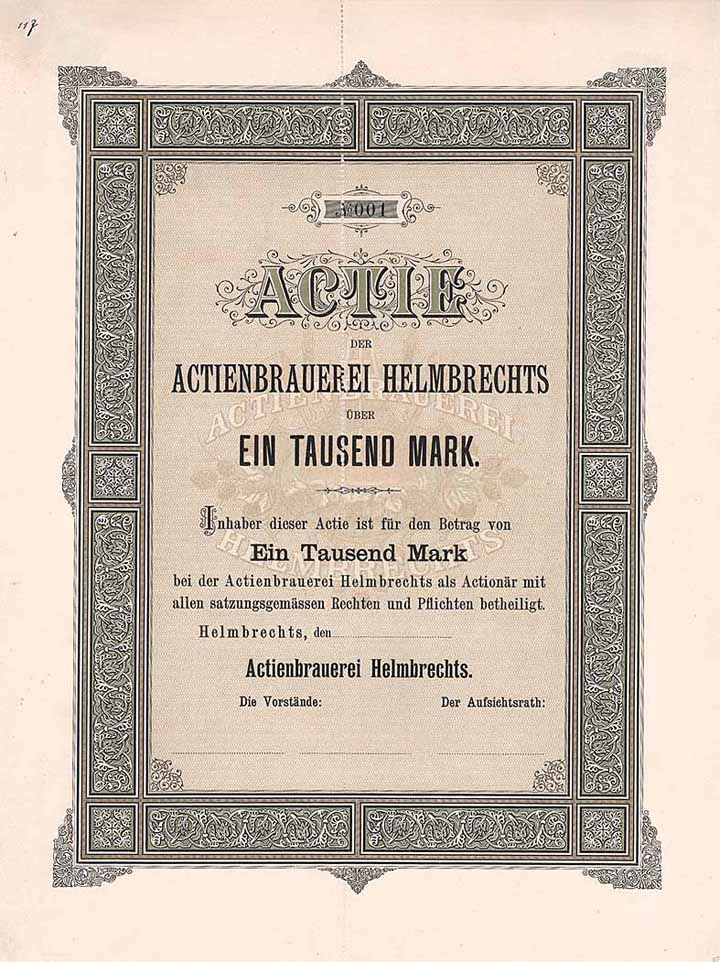 117
№ 001
ACTIE
DER
ACTIENBRAUEREI HELMBRECHTS
ÜBER
EIN TAUSEND MARK.
ACTIENBRAUEREI
HELMBRECHTS
Inhaber dieser Actie ist für den Betrag von
Ein Tausend Mark
bei der Actienbrauerei Helmbrechts als Actionär mit
allen satzungsgemässen Rechten und Pflichten betheiligt.
Helmbrechts, den
Actienbrauerei Helmbrechts.
Die Vorstände: Der Aufsichtsrath: